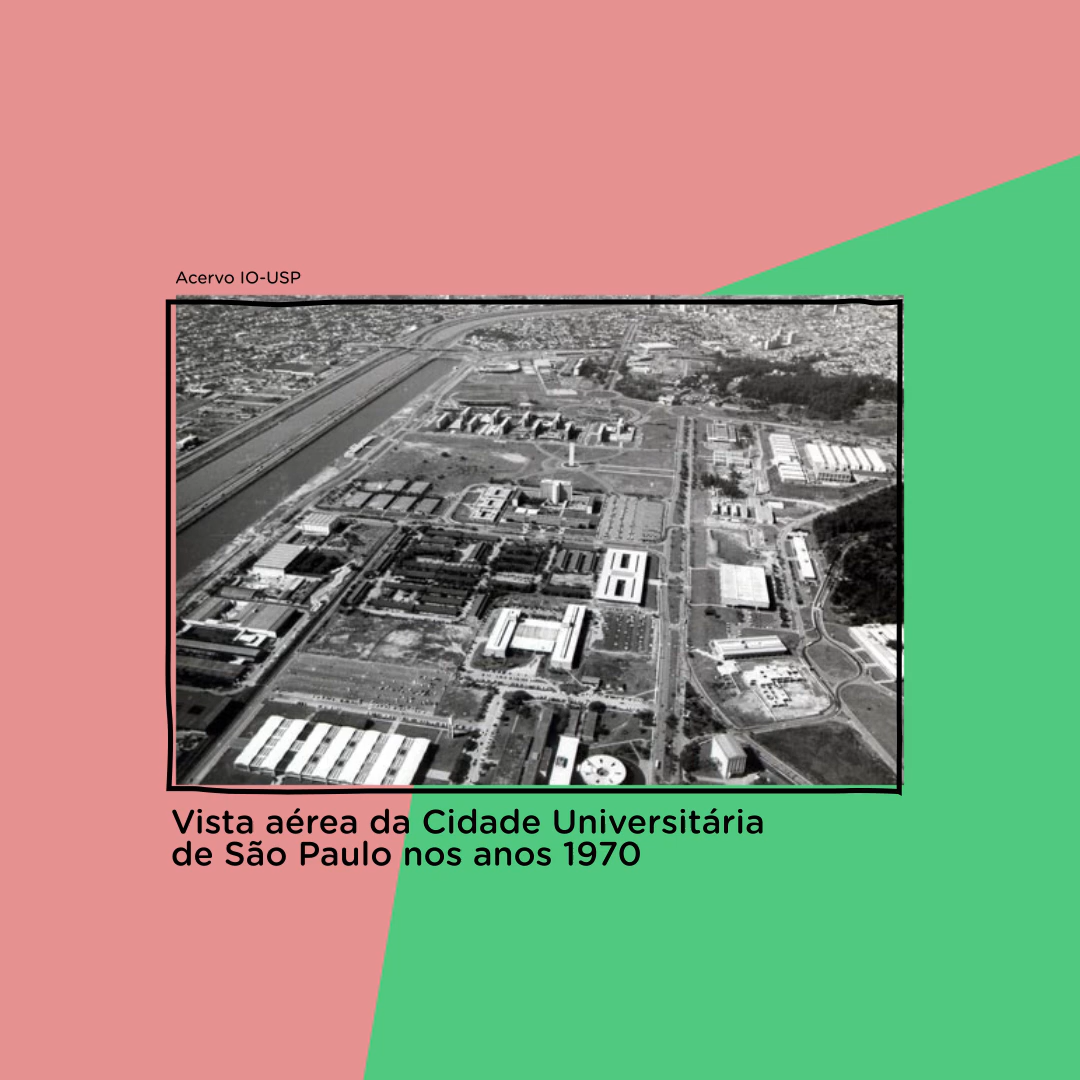 Acervo IO-USP
Vista aérea da Cidade Universitária
de São Paulo nos anos 1970